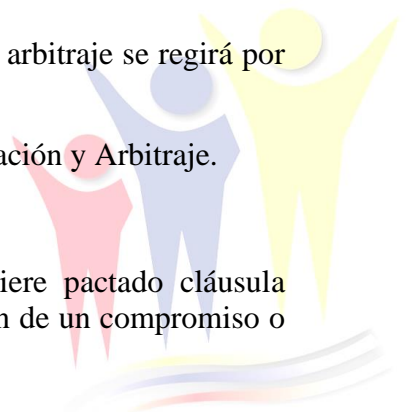 arbitraje se regirá por
ación y Arbitraje.
iere pactado cláusula
n de un compromiso o